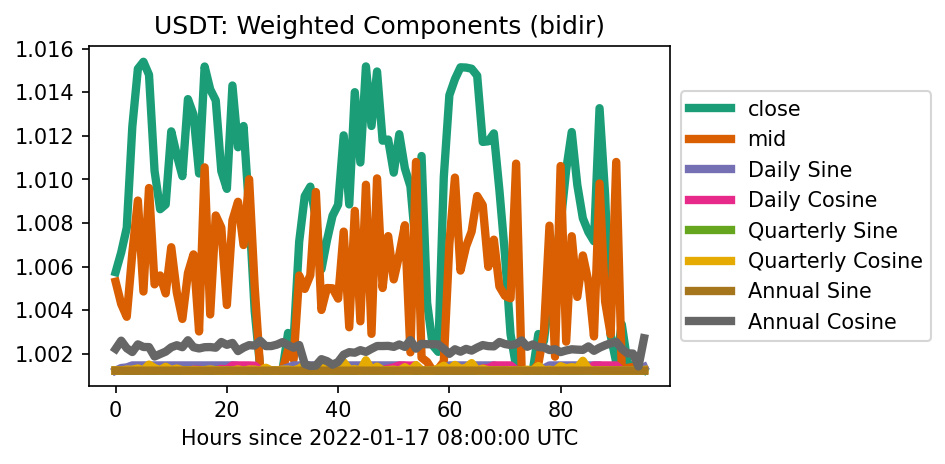 USDT: Weighted Components (bidir)
1.016
1.014
1.012
1.010
1.008
1.006
1.004
1.002
0
20
40
60
80
Hours since 2022-01-17 08:00:00 UTC
close
mid
Daily Sine
Daily Cosine
Quarterly Sine
Quarterly Cosine
Annual Sine
Annual Cosine